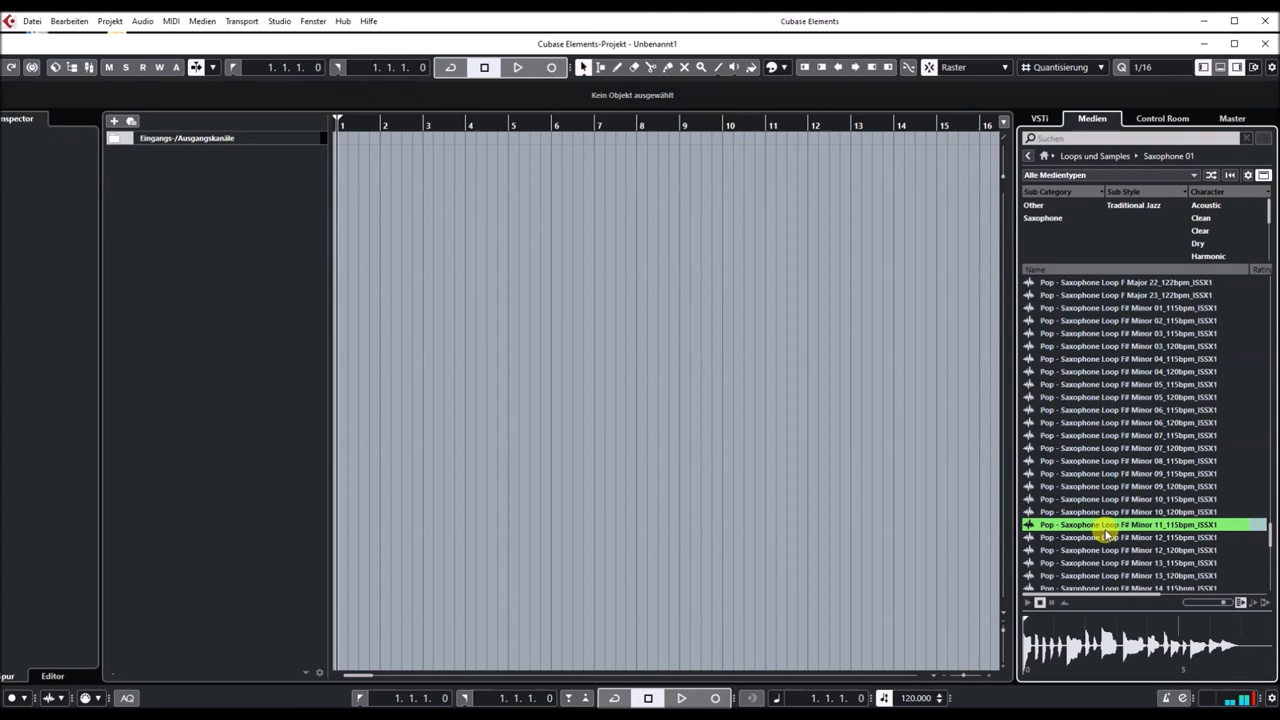 Datei Bearbeiten Projekt Audio MIDI Medien Transport Studio Fenster Hub Hilfe Cubase Elements
Cubase Elements-Projekt - Unbenannt1
M S R W A 1. 1. 1. 0 1. 1. 1. 0 Raster Quantisierung Q 1/16
Kein Objekt ausgewählt
nspector 1 2 3 4 5 6 7 8 9 10 11 12 13 14 15 16 VSTi Medien Control Room Master
Eingangs-/Ausgangskanäle Suchen
Loops und Samples Saxophone 01
Alle Medientypen
Sub Category Sub Style Character
Other Traditional Jazz Acoustic
Saxophone Clean
Clear
Dry
Harmonic
Name Ratin
Pop - Saxophone Loop F Major 22_122bpm_ISSX1
Pop - Saxophone Loop F Major 23_122bpm_ISSX1
Pop - Saxophone Loop F# Minor 01_115bpm_ISSX1
Pop - Saxophone Loop F# Minor 02_115bpm_ISSX1
Pop - Saxophone Loop F# Minor 03_115bpm_ISSX1
Pop - Saxophone Loop F# Minor 03_120bpm_ISSX1
Pop - Saxophone Loop F# Minor 04_115bpm_ISSX1
Pop - Saxophone Loop F# Minor 04_120bpm_ISSX1
Pop - Saxophone Loop F# Minor 05_115bpm_ISSX1
Pop - Saxophone Loop F# Minor 05_120bpm_ISSX1
Pop - Saxophone Loop F# Minor 06_115bpm_ISSX1
Pop - Saxophone Loop F# Minor 06_120bpm_ISSX1
Pop - Saxophone Loop F# Minor 07_115bpm_ISSX1
Pop - Saxophone Loop F# Minor 07_120bpm_ISSX1
Pop - Saxophone Loop F# Minor 08_115bpm_ISSX1
Pop - Saxophone Loop F# Minor 09_115bpm_ISSX1
Pop - Saxophone Loop F# Minor 09_120bpm_ISSX1
Pop - Saxophone Loop F# Minor 10_115bpm_ISSX1
Pop - Saxophone Loop F# Minor 10_120bpm_ISSX1
Pop - Saxophone Loop F# Minor 11_115bpm_ISSX1
Pop - Saxophone Loop F# Minor 12_115bpm_ISSX1
Pop - Saxophone Loop F# Minor 12_120bpm_ISSX1
Pop - Saxophone Loop F# Minor 13_115bpm_ISSX1
Pop - Saxophone Loop F# Minor 13_120bpm_ISSX1
Pop - Saxophone Loop F# Minor 14_115bpm_ISSX1
0 5
pur Editor
AQ 1. 1. 1. 0 1. 1. 1. 0 1. 1. 1. 0 120.000